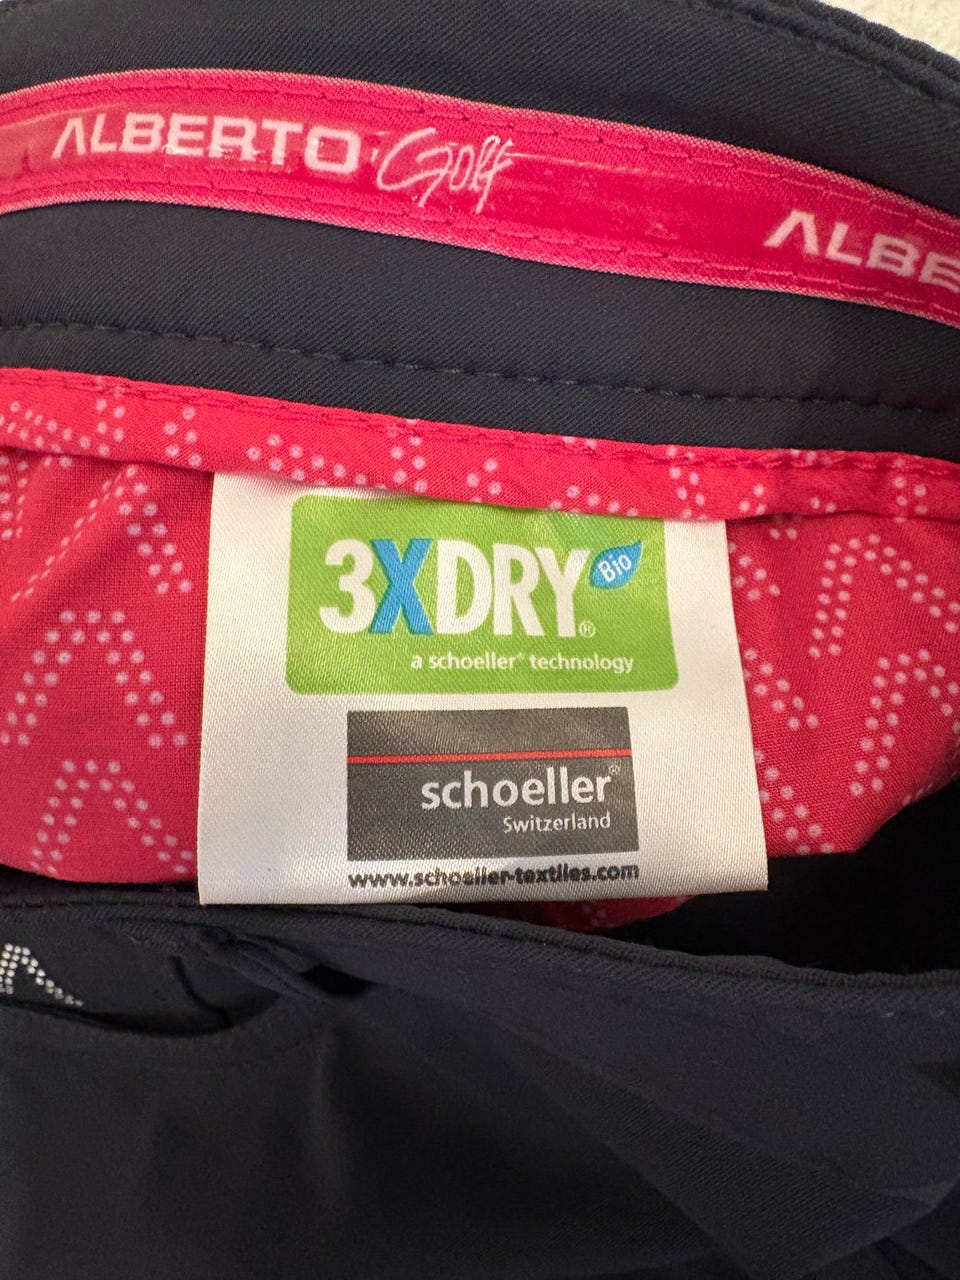 ALBERTO Golf
ALBE
3XDRY® Bio
a schoeller® technology
schoeller®
Switzerland
www.schoeller-textiles.com